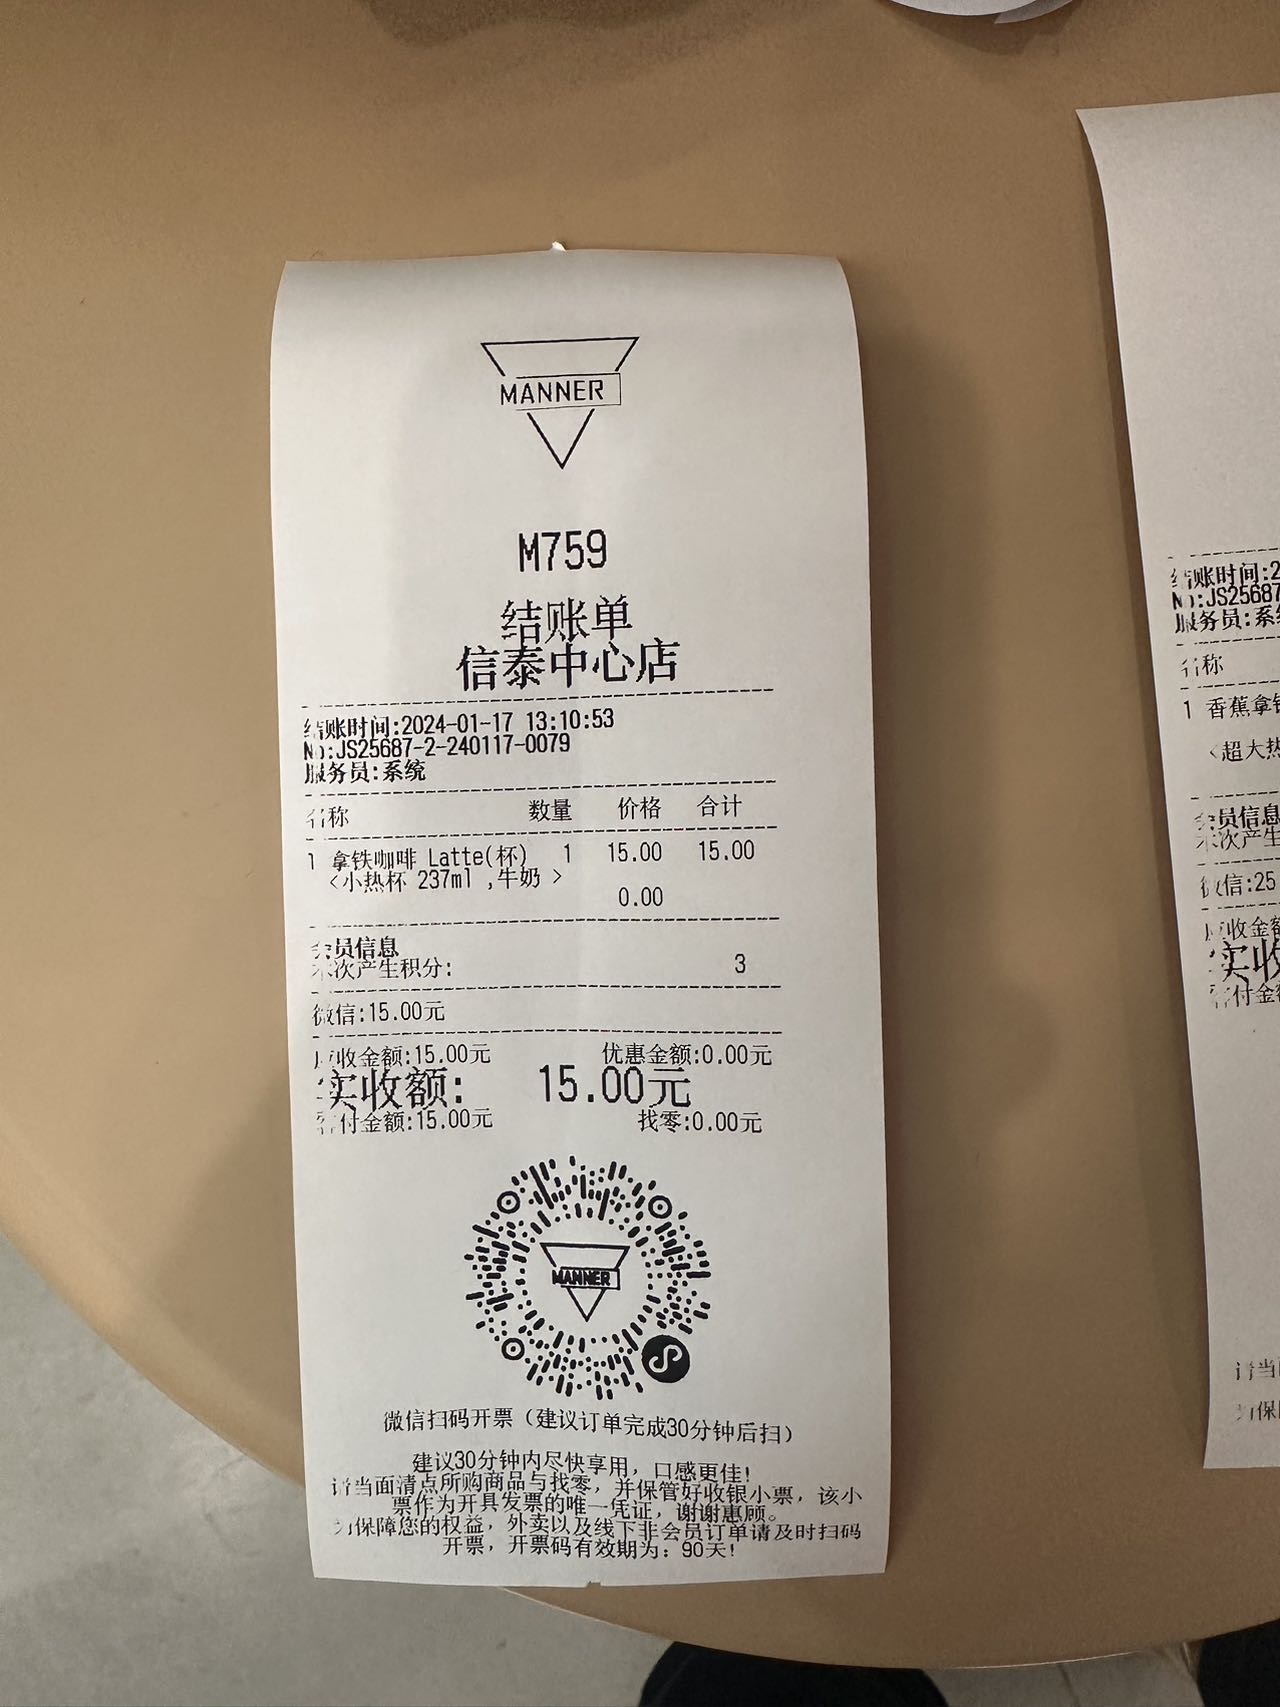 MANNER
M759
结账单
信泰中心店
结账时间:2024-01-17 13:10:53
No:JS25687-2-240117-0079
服务员:系统
名称 数量 价格 合计
1 拿铁咖啡 Latte(杯) 1 15.00 15.00
<小热杯 237ml ,牛奶 >
0.00
会员信息
本次产生积分: 3
微信:15.00元
应收金额:15.00元 优惠金额:0.00元
实收额: 15.00元
客付金额:15.00元 找零:0.00元
MANNER
微信扫码开票（建议订单完成30分钟后扫）
建议30分钟内尽快享用，口感更佳！
请当面清点所购商品与找零，并保管好收银小票，该小
票作为开具发票的唯一凭证，谢谢惠顾。
为保障您的权益，外卖以及线下非会员订单请及时扫码
开票，开票码有效期为：90天！
结账时间:2
No:JS25687
服务员:系
名称
1 香蕉拿铁
<超大热
会员信息
本次产生
微信:25
应收金额
实收
客付金
请当
为保